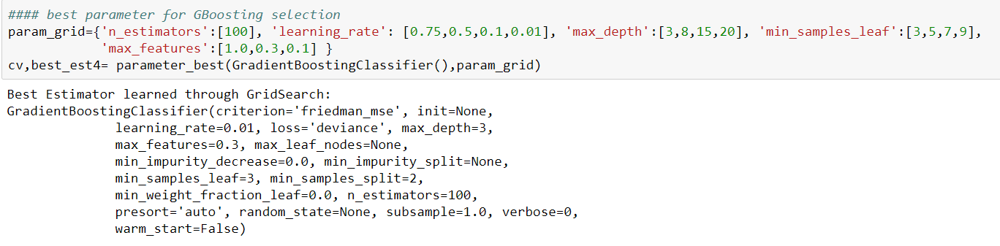 #### best parameter for GBoosting selection
param_grid={'n_estimators':[100], 'learning_rate': [0.75,0.5,0.1,0.01], 'max_depth':[3,8,15,20], 'min_samples_leaf':[3,5,7,9],
'max_features':[1.0,0.3,0.1] }
cv,best_est4= parameter_best(GradientBoostingClassifier(),param_grid)
Best Estimator learned through GridSearch:
GradientBoostingClassifier(criterion='friedman_mse', init=None,
learning_rate=0.01, loss='deviance', max_depth=3,
max_features=0.3, max_leaf_nodes=None,
min_impurity_decrease=0.0, min_impurity_split=None,
min_samples_leaf=3, min_samples_split=2,
min_weight_fraction_leaf=0.0, n_estimators=100,
presort='auto', random_state=None, subsample=1.0, verbose=0,
warm_start=False)